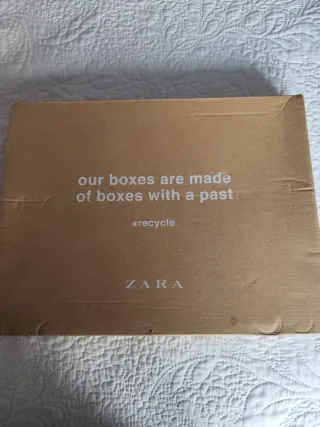 our boxes are made
of boxes with a past
#recycle
ZARA